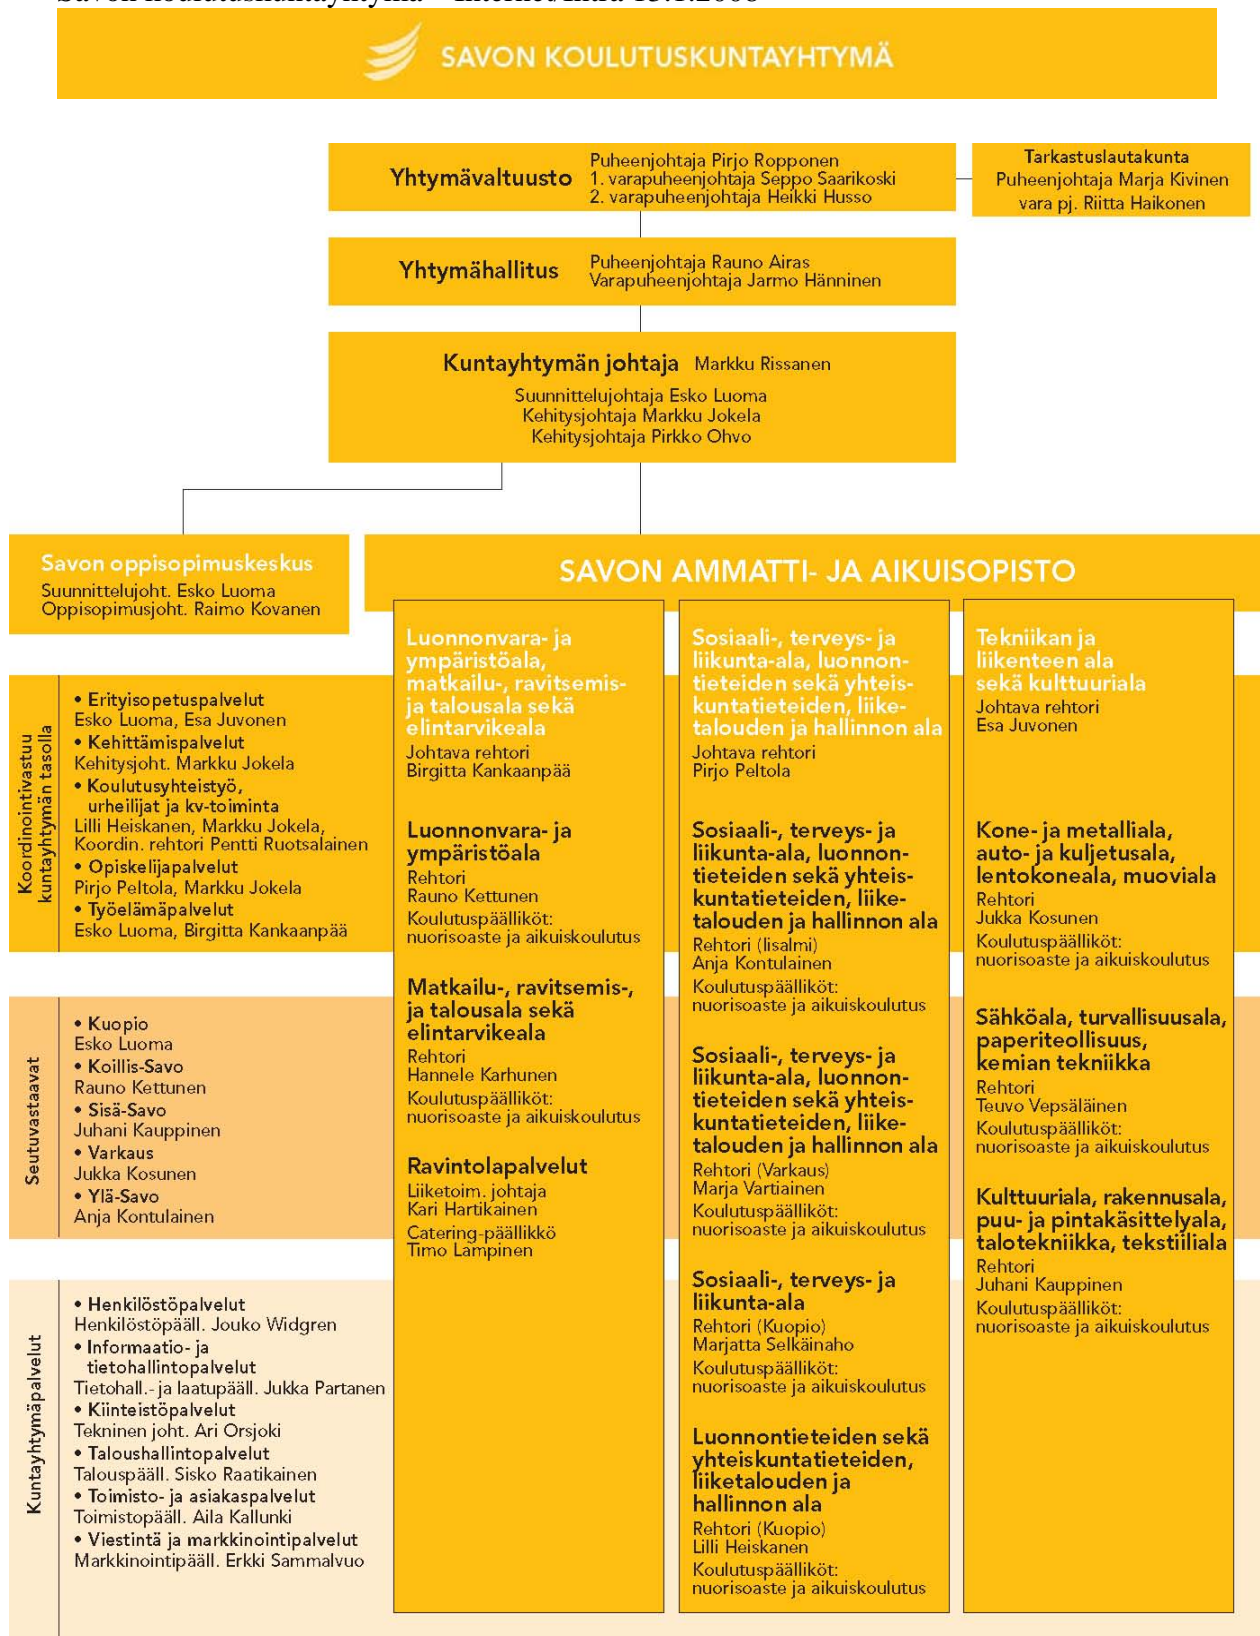 Savon koulutuskuntayhtymä – Internet/Intra 15.1.2008
SAVON KOULUTUSKUNTAYHTYMÄ
Yhtymävaltuusto
Puheenjohtaja Pirjo Ropponen
1. varapuheenjohtaja Seppo Saarikoski
2. varapuheenjohtaja Heikki Husso
Tarkastuslautakunta
Puheenjohtaja Marja Kivinen
vara pj. Riitta Haikonen
Yhtymähallitus
Puheenjohtaja Rauno Airas
Varapuheenjohtaja Jarmo Hänninen
Kuntayhtymän johtaja Markku Rissanen
Suunnittelujohtaja Esko Luoma
Kehitysjohtaja Markku Jokela
Kehitysjohtaja Pirkko Ohvo
Savon oppisopimuskeskus
Suunnittelujoht. Esko Luoma
Oppisopimusjoht. Raimo Kovanen
SAVON AMMATTI- JA AIKUISOPISTO
Koordinointivastuu
kuntayhtymän tasolla
• Erityisopetuspalvelut
Esko Luoma, Esa Juvonen
• Kehittämispalvelut
Kehitysjoht. Markku Jokela
• Koulutusyhteistyö,
urheilijat ja kv-toiminta
Lilli Heiskanen, Markku Jokela,
Koordin. rehtori Pentti Ruotsalainen
• Opiskelijapalvelut
Pirjo Peltola, Markku Jokela
• Työelämäpalvelut
Esko Luoma, Birgitta Kankaanpää
Seutuvastaavat
• Kuopio
Esko Luoma
• Koillis-Savo
Rauno Kettunen
• Sisä-Savo
Juhani Kauppinen
• Varkaus
Jukka Kosunen
• Ylä-Savo
Anja Kontulainen
Kuntayhtymäpalvelut
• Henkilöstöpalvelut
Henkilöstöpääll. Jouko Widgren
• Informaatio- ja
tietohallintopalvelut
Tietohall.- ja laatupääll. Jukka Partanen
• Kiinteistöpalvelut
Tekninen joht. Ari Orsjoki
• Taloushallintopalvelut
Talouspääll. Sisko Raatikainen
• Toimisto- ja asiakaspalvelut
Toimistopääll. Aila Kallunki
• Viestintä ja markkinointipalvelut
Markkinointipääll. Erkki Sammalvuo
Luonnonvara- ja
ympäristöala,
matkailu-, ravitsemis-
ja talousala sekä
elintarvikeala
Johtava rehtori
Birgitta Kankaanpää
Luonnonvara- ja
ympäristöala
Rehtori
Rauno Kettunen
Koulutuspäälliköt:
nuorisoaste ja aikuiskoulutus
Matkailu-, ravitsemis-,
ja talousala sekä
elintarvikeala
Rehtori
Hannele Karhunen
Koulutuspäälliköt:
nuorisoaste ja aikuiskoulutus
Ravintolapalvelut
Liiketoim. johtaja
Kari Hartikainen
Catering-päällikkö
Timo Lampinen
Sosiaali-, terveys- ja
liikunta-ala, luonnon-
tieteiden sekä yhteis-
kuntatieteiden, liike-
talouden ja hallinnon ala
Johtava rehtori
Pirjo Peltola
Sosiaali-, terveys- ja
liikunta-ala, luonnon-
tieteiden sekä yhteis-
kuntatieteiden, liike-
talouden ja hallinnon ala
Rehtori (Iisalmi)
Anja Kontulainen
Koulutuspäälliköt:
nuorisoaste ja aikuiskoulutus
Sosiaali-, terveys- ja
liikunta-ala, luonnon-
tieteiden sekä yhteis-
kuntatieteiden, liike-
talouden ja hallinnon ala
Rehtori (Varkaus)
Marja Vartiainen
Koulutuspäälliköt:
nuorisoaste ja aikuiskoulutus
Sosiaali-, terveys- ja
liikunta-ala
Rehtori (Kuopio)
Marjatta Selkäinaho
Koulutuspäälliköt:
nuorisoaste ja aikuiskoulutus
Luonnontieteiden sekä
yhteiskuntatieteiden,
liiketalouden ja
hallinnon ala
Rehtori (Kuopio)
Lilli Heiskanen
Koulutuspäälliköt:
nuorisoaste ja aikuiskoulutus
Tekniikan ja
liikenteen ala
sekä kulttuuriala
Johtava rehtori
Esa Juvonen
Kone- ja metalliala,
auto- ja kuljetusala,
lentokoneala, muoviala
Rehtori
Jukka Kosunen
Koulutuspäälliköt:
nuorisoaste ja aikuiskoulutus
Sähköala, turvallisuusala,
paperiteollisuus,
kemian tekniikka
Rehtori
Teuvo Vepsäläinen
Koulutuspäälliköt:
nuorisoaste ja aikuiskoulutus
Kulttuuriala, rakennusala,
puu- ja pintakäsittelyala,
talotekniikka, tekstiiliala
Rehtori
Juhani Kauppinen
Koulutuspäälliköt:
nuorisoaste ja aikuiskoulutus